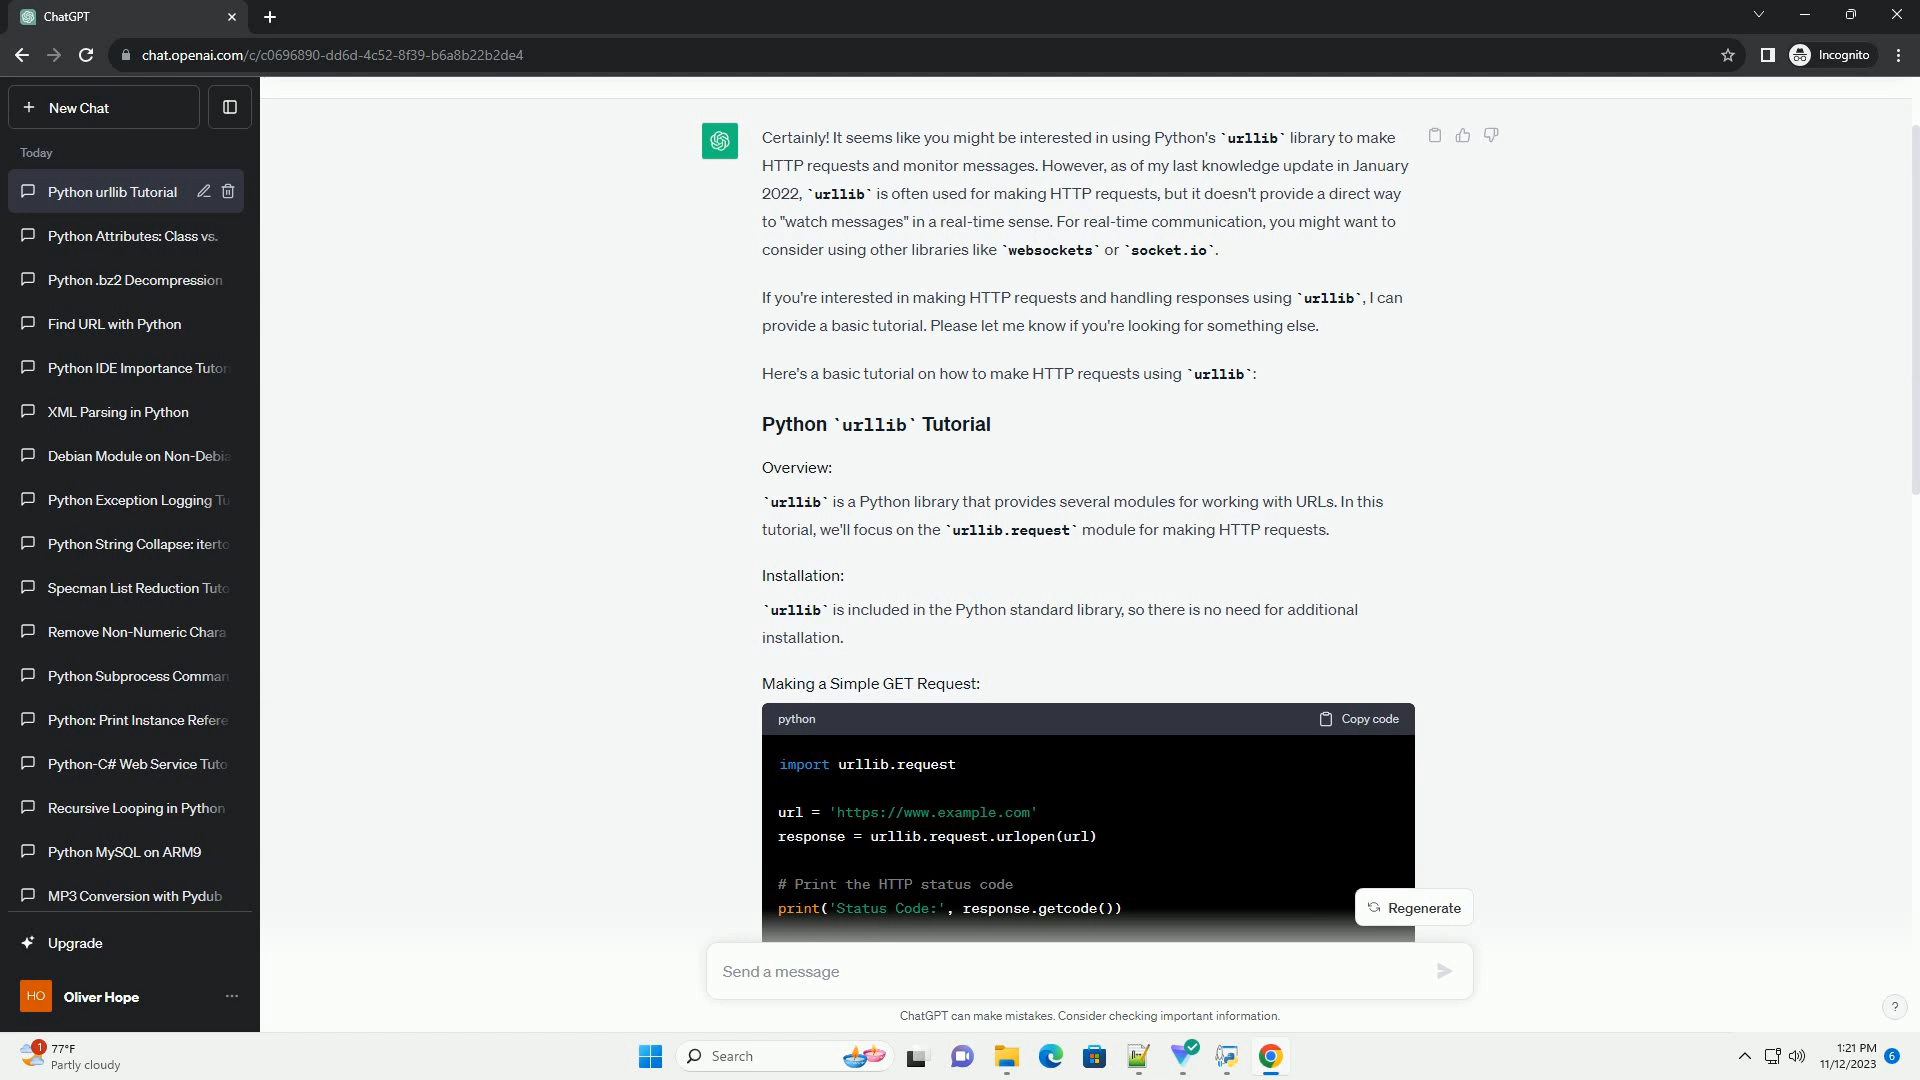 ChatGPT
chat.openai.com/c/c0696890-dd6d-4c52-8f39-b6a8b22b2de4
Incognito
New Chat
Today
Python urllib Tutorial
Python Attributes: Class vs.
Python .bz2 Decompression
Find URL with Python
Python IDE Importance Tutor
XML Parsing in Python
Debian Module on Non-Debia
Python Exception Logging Tu
Python String Collapse: iterto
Specman List Reduction Tuto
Remove Non-Numeric Chara
Python Subprocess Comman
Python: Print Instance Refere
Python-C# Web Service Tuto
Recursive Looping in Python
Python MySQL on ARM9
MP3 Conversion with Pydub
Upgrade
HO
Oliver Hope
Certainly! It seems like you might be interested in using Python's `urllib` library to make
HTTP requests and monitor messages. However, as of my last knowledge update in January
2022, `urllib` is often used for making HTTP requests, but it doesn't provide a direct way
to "watch messages" in a real-time sense. For real-time communication, you might want to
consider using other libraries like `websockets` or `socket.io`.
If you're interested in making HTTP requests and handling responses using `urllib`, I can
provide a basic tutorial. Please let me know if you're looking for something else.
Here's a basic tutorial on how to make HTTP requests using `urllib`:
Python `urllib` Tutorial
Overview:
`urllib` is a Python library that provides several modules for working with URLs. In this
tutorial, we'll focus on the `urllib.request` module for making HTTP requests.
Installation:
`urllib` is included in the Python standard library, so there is no need for additional
installation.
Making a Simple GET Request:
python
Copy code
import urllib.request
url = 'https://www.example.com'
response = urllib.request.urlopen(url)
# Print the HTTP status code
print('Status Code:', response.getcode())
Regenerate
Send a message
ChatGPT can make mistakes. Consider checking important information.
?
1
77°F
Partly cloudy
Search
1:21 PM
11/12/2023
6